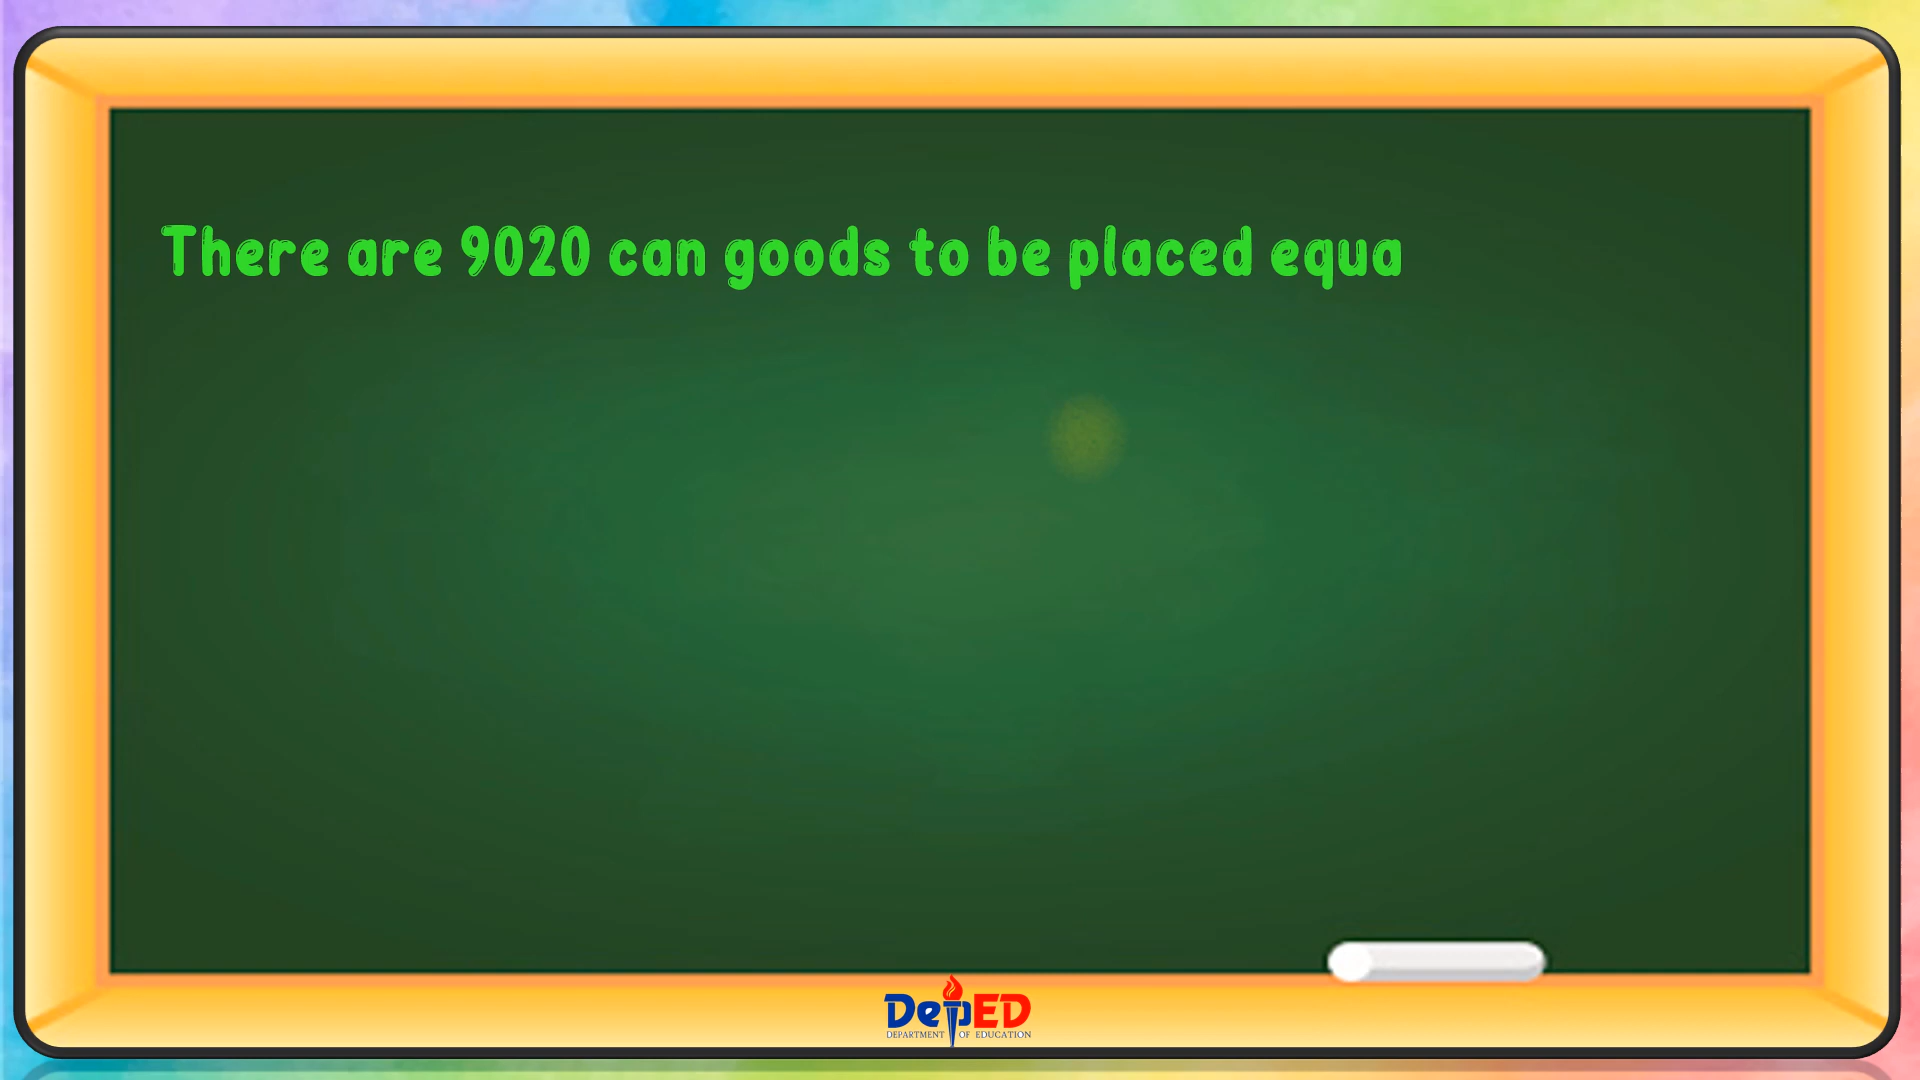 There are 9020 can goods to be placed equa
DepED
DEPARTMENT OF EDUCATION